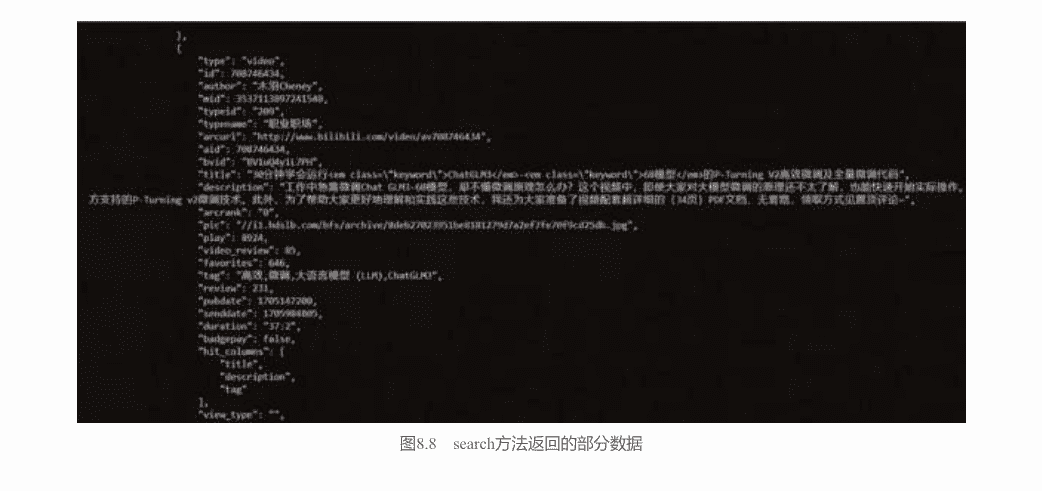 },
{
"type": "video",
"id": 708746434,
"author": "木羽Cheney",
"mid": 3537113897241540,
"typeid": "209",
"typename": "职业职场",
"arcurl": "http://www.bilibili.com/video/av708746434",
"aid": 708746434,
"bvid": "BV1uQ4y1L7PH",
"title": "30分钟学会运行<em class=\"keyword\">ChatGLM3</em>-<em class=\"keyword\">6B模型</em>的P-Turning V2高效微调及全量微调代码",
"description": "工作中急需微调Chat GLM3-6B模型，却不懂微调原理怎么办？这个视频中，即使大家对大模型微调的原理还不太了解，也能快速开始实际操作。
方支持的P-Turning v2微调技术。此外，为了帮助大家更好地理解和实践这些技术，我还为大家准备了视频配套超详细的（34页）PDF文档，无套路，领取方式见置顶评论~",
"arcrank": "0",
"pic":
"play": 8924,
"video_review": 85,
"favorites": 646,
"tag": "高效,微调,大语言模型 (LLM),ChatGLM3",
"review": 231,
"pubdate": 1705147200,
"senddate": 1705984805,
"duration": "37:2",
"badgepay": false,
"hit_columns": [
"title",
"description",
"tag"
],
"view_type": "",
图8.8 search方法返回的部分数据